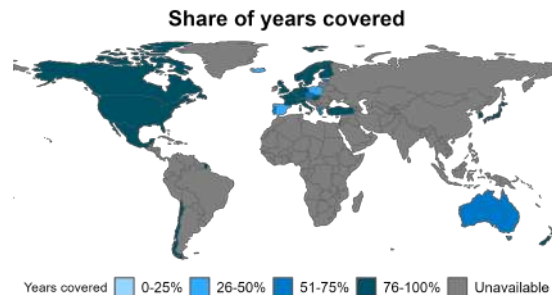 Share of years covered
Years covered 0-25% 26-50% 51-75% 76-100% Unavailable